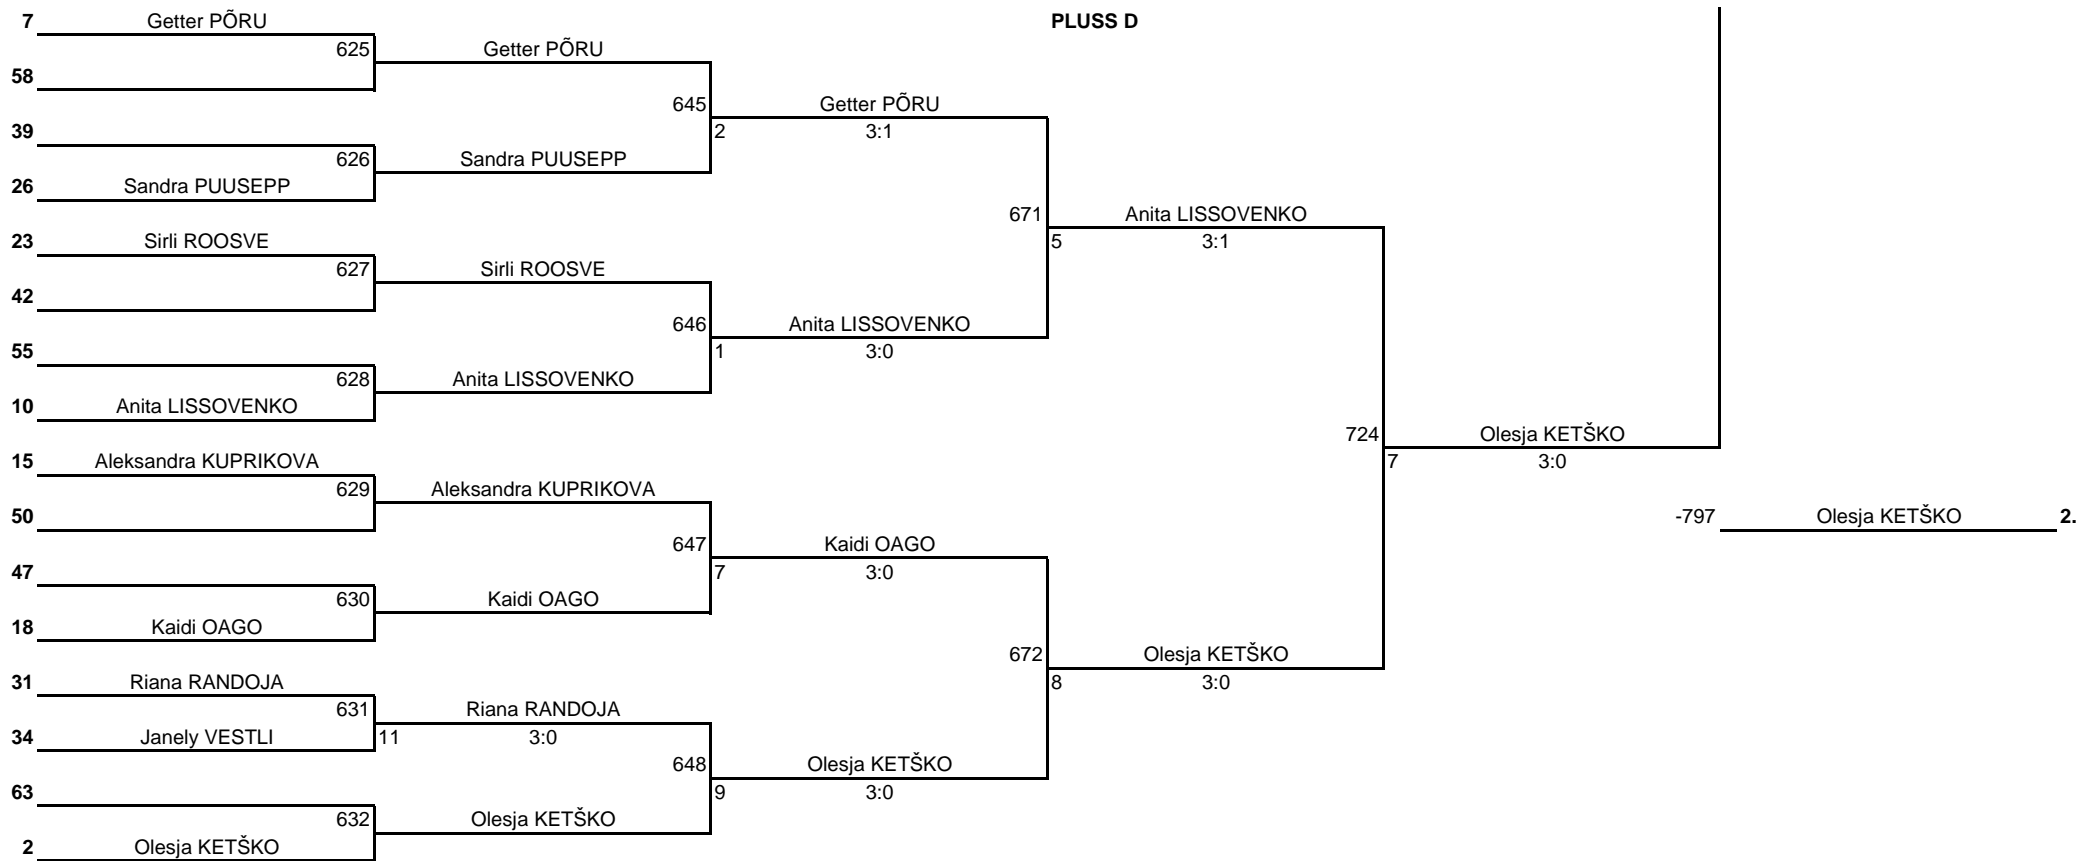 7 Getter PÕRU PLUSS D
625 Getter PÕRU
58
645 Getter PÕRU
39 2 3:1
626 Sandra PUUSEPP
26 Sandra PUUSEPP
671 Anita LISSOVENKO
23 Sirli ROOSVE 5 3:1
627 Sirli ROOSVE
42
646 Anita LISSOVENKO
55 1 3:0
628 Anita LISSOVENKO
10 Anita LISSOVENKO
724 Olesja KETŠKO
15 Aleksandra KUPRIKOVA 7 3:0
629 Aleksandra KUPRIKOVA
50 -797 Olesja KETŠKO 2.
647 Kaidi OAGO
47 7 3:0
630 Kaidi OAGO
18 Kaidi OAGO
672 Olesja KETŠKO
31 Riana RANDOJA 8 3:0
631 Riana RANDOJA
34 Janely VESTLI 11 3:0
648 Olesja KETŠKO
63 9 3:0
632 Olesja KETŠKO
2 Olesja KETŠKO